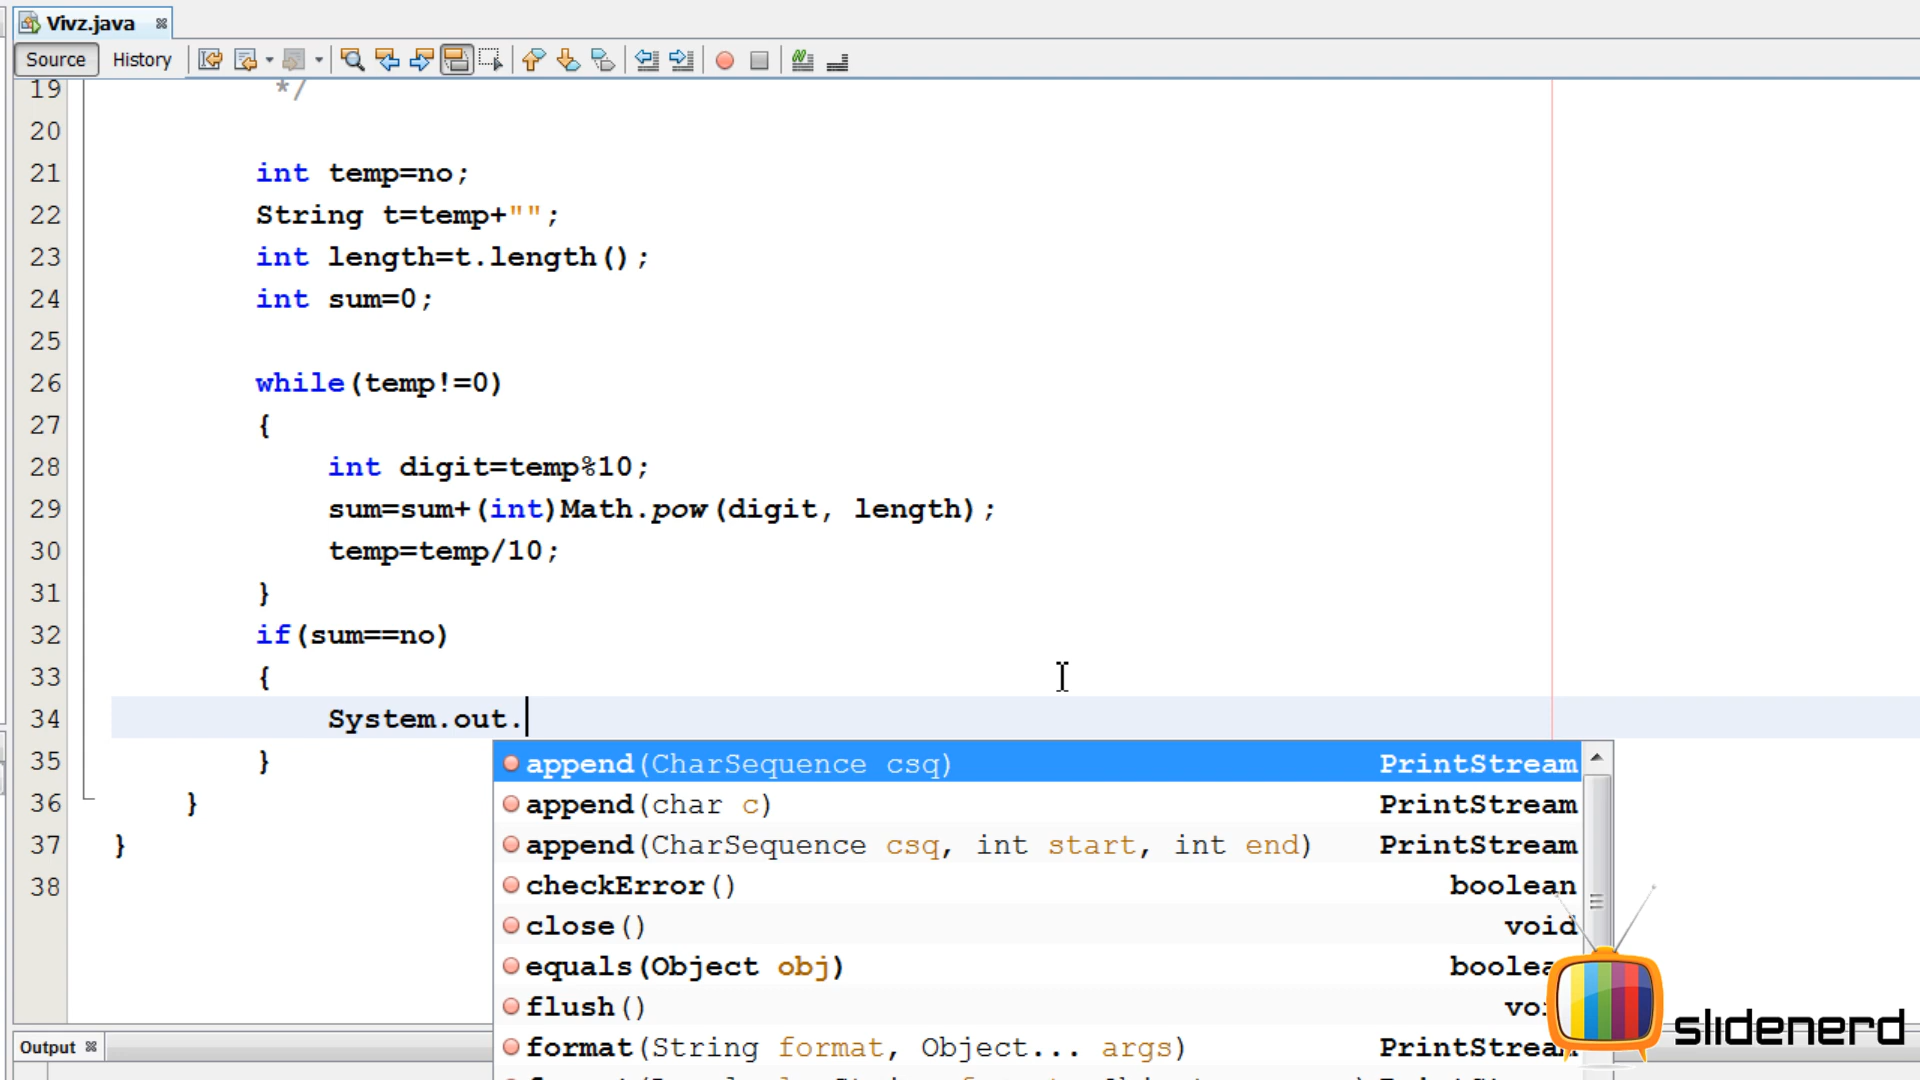 Vivz.java
Source History
19 */
20
21 int temp=no;
22 String t=temp+"";
23 int length=t.length();
24 int sum=0;
25
26 while(temp!=0)
27 {
28 int digit=temp%10;
29 sum=sum+(int)Math.pow(digit, length);
30 temp=temp/10;
31 }
32 if(sum==no)
33 {
34 System.out.
35 }
36 }
37 }
38
append(CharSequence csq) PrintStream
append(char c) PrintStream
append(CharSequence csq, int start, int end) PrintStream
checkError() boolean
close() void
equals(Object obj) boolean
flush() void
format(String format, Object... args) PrintStream
Output
slidenerd